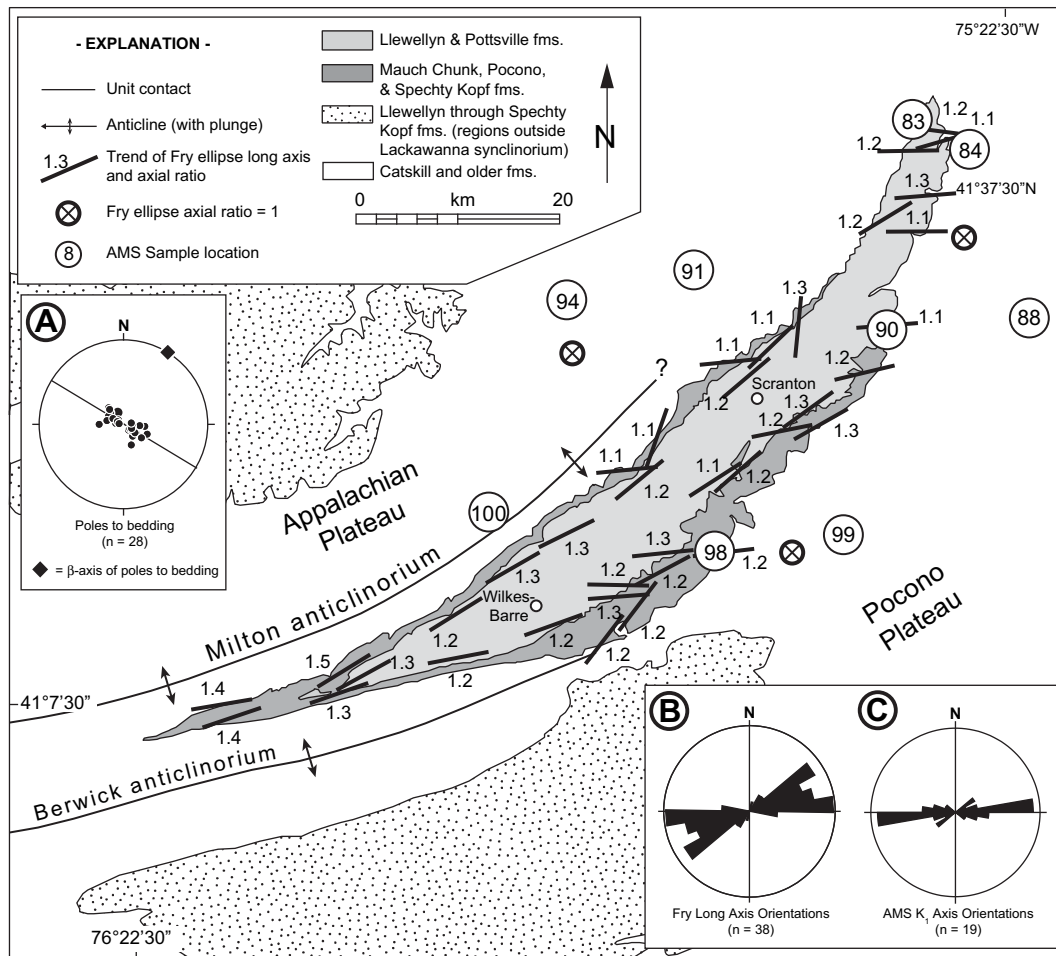 75°22'30"W
- EXPLANATION -
Unit contact
Anticline (with plunge)
1.3
Trend of Fry ellipse long axis
and axial ratio
Fry ellipse axial ratio = 1
8
AMS Sample location
Llewellyn & Pottsville fms.
Mauch Chunk, Pocono,
& Spechty Kopf fms.
Llewellyn through Spechty
Kopf fms. (regions outside
Lackawanna synclinorium)
Catskill and older fms.
km
0
20
N
83
1.2
1.1
1.2
84
1.3
41°37'30"N
1.2
1.1
91
94
1.3
88
1.1
90
1.1
1.1
?
Scranton
1.2
1.2
1.3
1.2
1.3
1.1
1.1
1.1
1.2
1.2
100
Appalachian
Plateau
99
1.3
1.3
98
1.2
1.3
1.2
1.2
Wilkes-
Barre
1.3
Pocono
Plateau
1.2
1.2
1.2
1.2
Milton anticlinorium
1.5
1.3
1.2
1.4
41°7'30"
1.3
1.4
Berwick anticlinorium
76°22'30"
A
N
Poles to bedding
(n = 28)
= β-axis of poles to bedding
B
N
Fry Long Axis Orientations
(n = 38)
C
N
AMS K1 Axis Orientations
(n = 19)